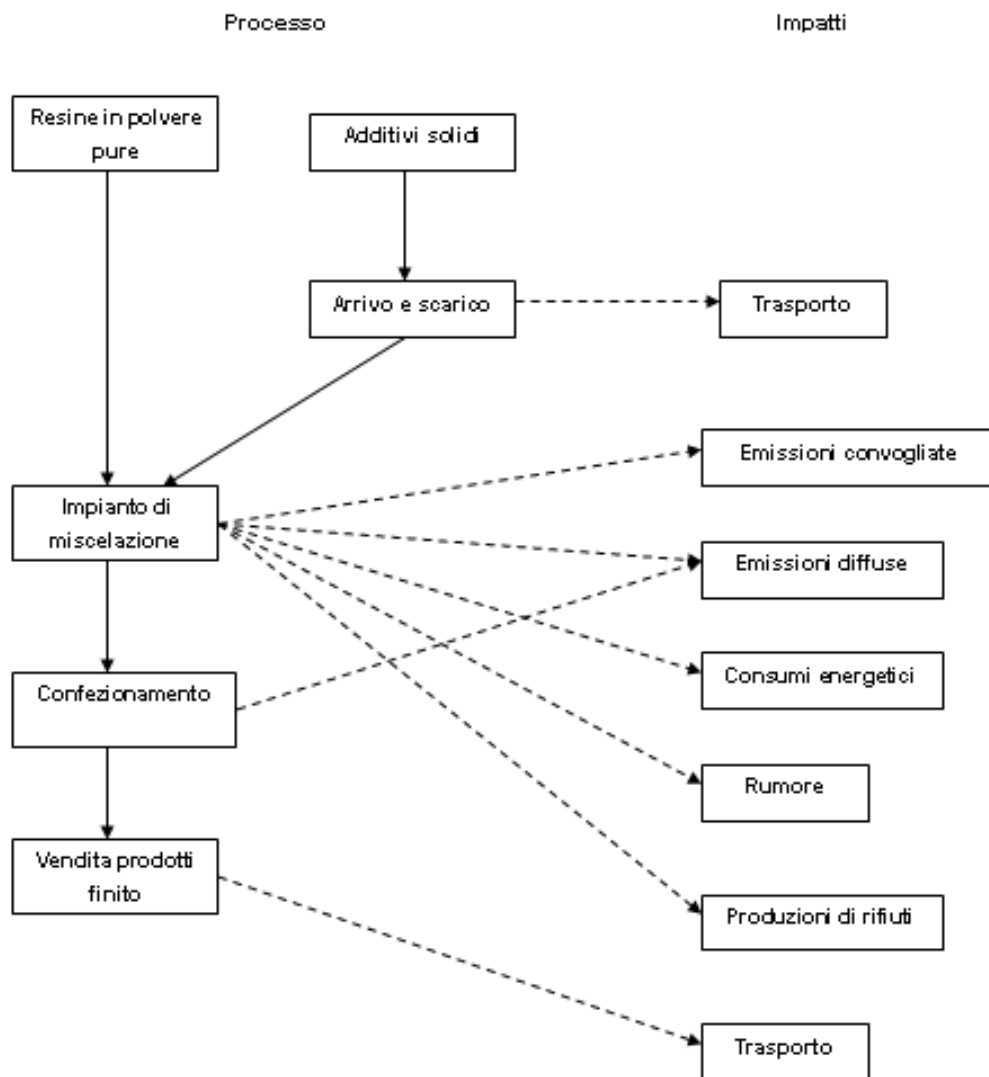 Processo
Impatti
Resine in polvere
pure
Additivi solidi
Arrivo e scarico
Trasporto
Emissioni convogliate
Impianto di
miscelazione
Emissioni diffuse
Consumi energetici
Confezionamento
Rumore
Vendita prodotti
finito
Produzioni di rifiuti
Trasporto